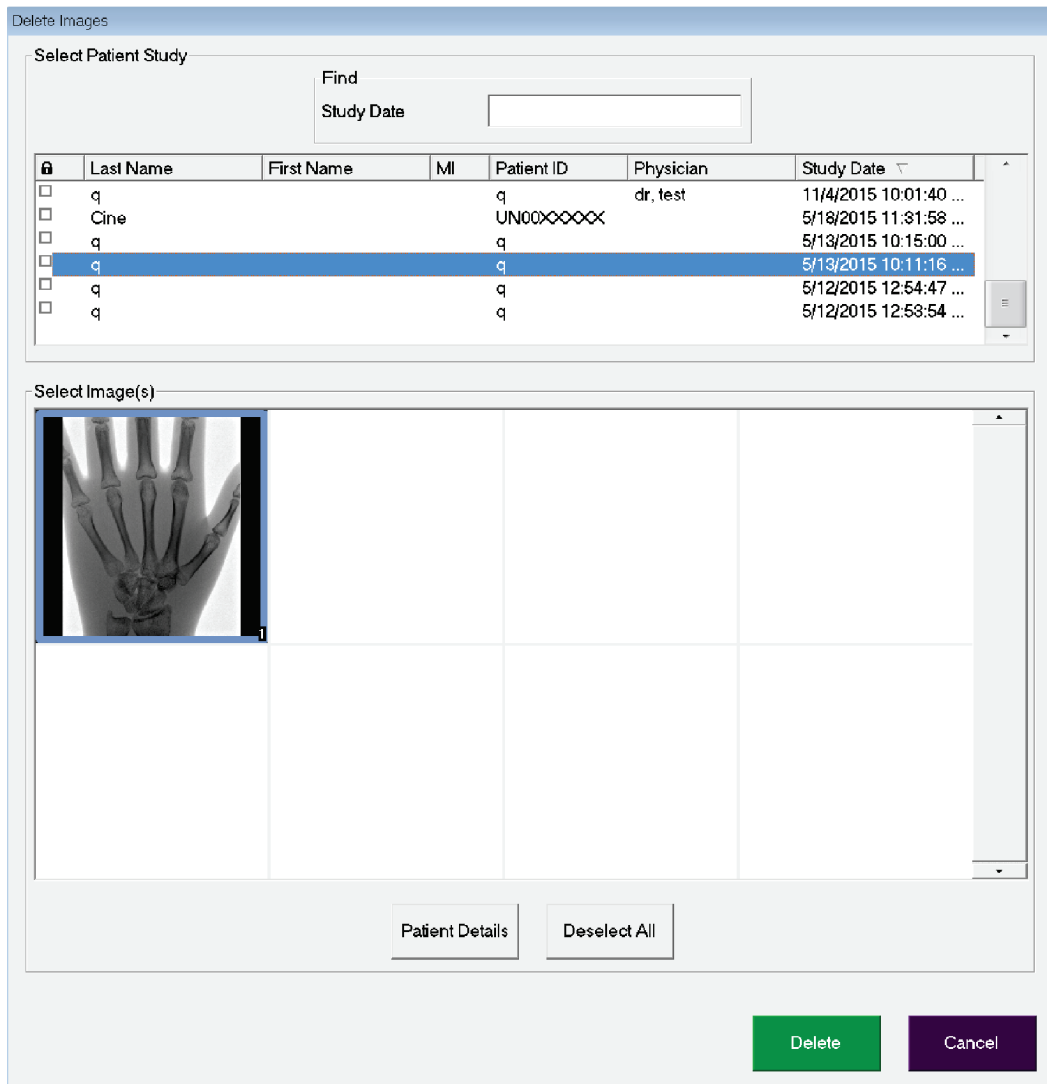 Delete Images
Select Patient Study
Find
Study Date
Last Name First Name MI Patient ID Physician Study Date
q q dr, test 11/4/2015 10:01:40 ...
Cine UN00XXXXX 5/18/2015 11:31:58 ...
q q 5/13/2015 10:15:00 ...
q q 5/13/2015 10:11:16 ...
q q 5/12/2015 12:54:47 ...
q q 5/12/2015 12:53:54 ...
Select Image(s)
1
Patient Details Deselect All
Delete Cancel